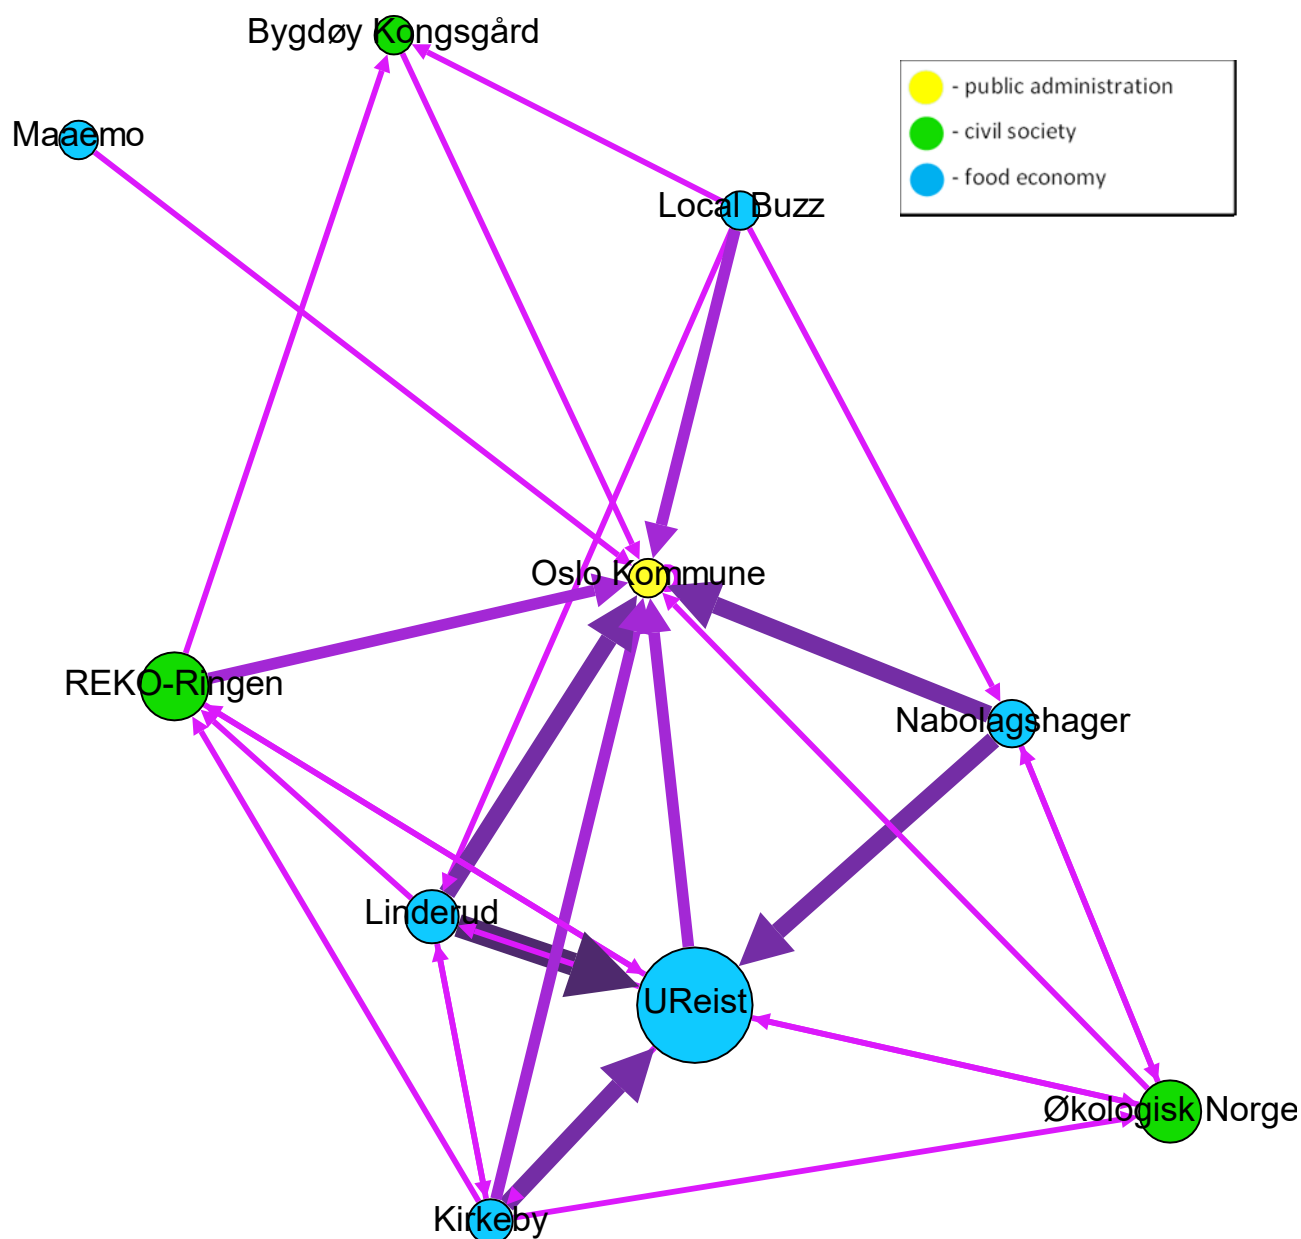 Bygdøy Kongsgård
- public administration
- civil society
- food economy
Maaemo
Local Buzz
Oslo Kommune
REKO-Ringen
Nabolagshager
Linderud
UReist
Økologisk Norge
Kirkeby